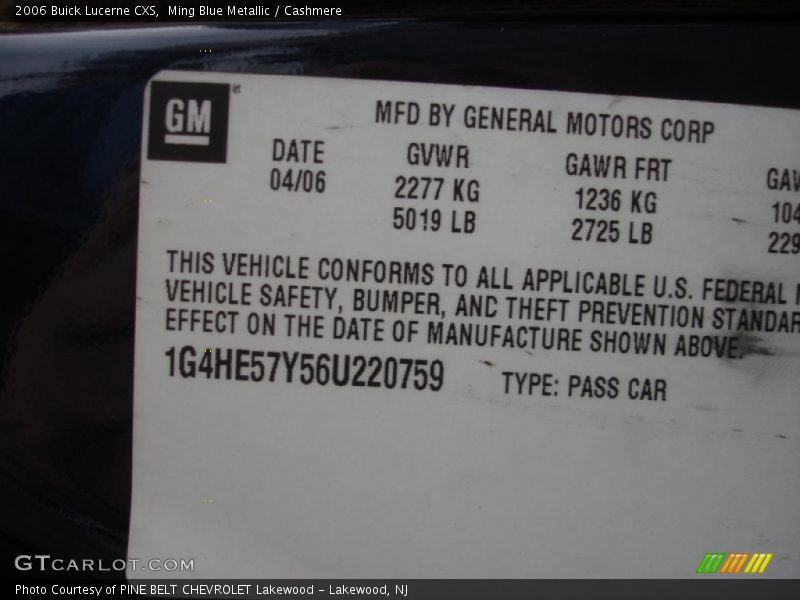 2006 Buick Lucerne CXS,  Ming Blue Metallic / Cashmere
GM
MFD BY GENERAL MOTORS CORP
DATE GVWR GAWR FRT
04/06 2277 KG 1236 KG
5019 LB 2725 LB
THIS VEHICLE CONFORMS TO ALL APPLICABLE U.S. FEDERAL
VEHICLE SAFETY, BUMPER, AND THEFT PREVENTION
EFFECT ON THE DATE OF MANUFACTURE SHOWN ABOVE.
1G4HE57Y56U220759 TYPE: PASS CAR
GTCARLOT.COM
Photo Courtesy of PINE BELT CHEVROLET Lakewood - Lakewood, NJ